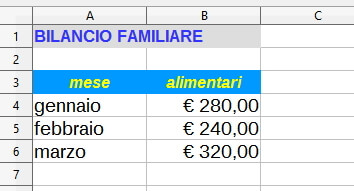 A B C
1 BILANCIO FAMILIARE
2
3 mese alimentari
4 gennaio € 280,00
5 febbraio € 240,00
6 marzo € 320,00
7